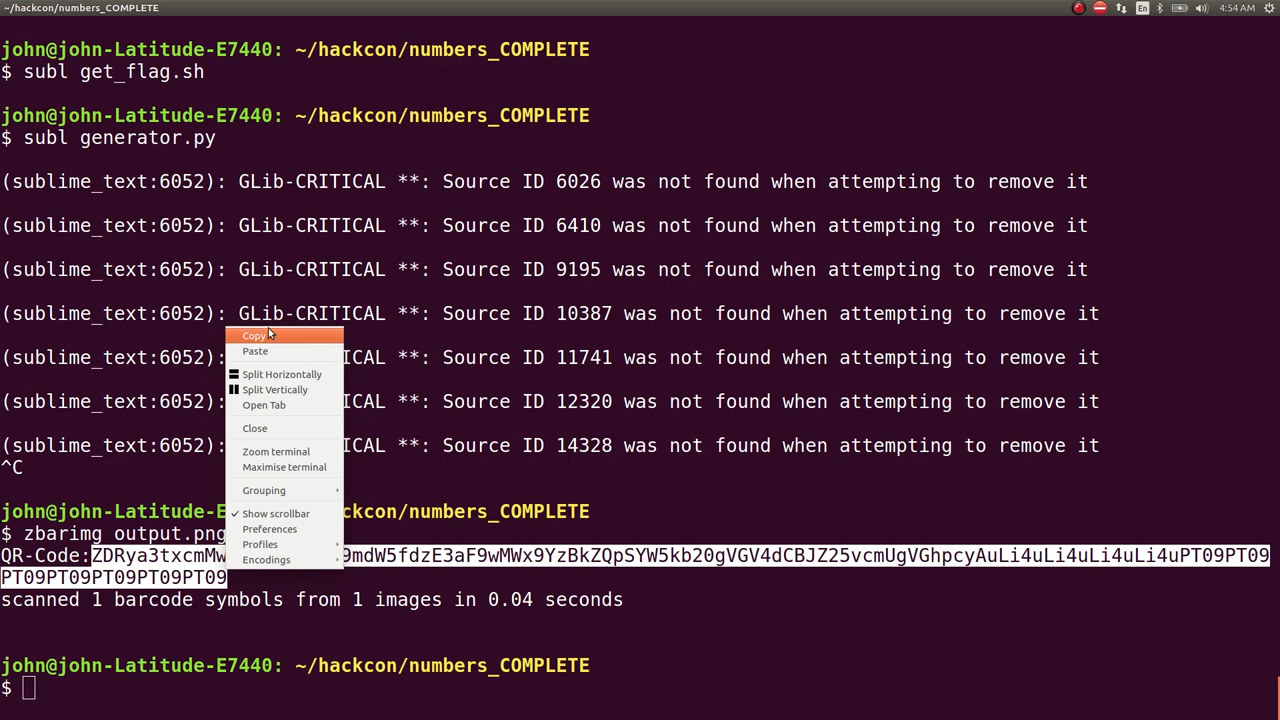 ~/hackcon/numbers_COMPLETE
En
4:54 AM
john@john-Latitude-E7440: ~/hackcon/numbers_COMPLETE
$ subl get_flag.sh
john@john-Latitude-E7440: ~/hackcon/numbers_COMPLETE
$ subl generator.py
(sublime_text:6052): GLib-CRITICAL **: Source ID 6026 was not found when attempting to remove it
(sublime_text:6052): GLib-CRITICAL **: Source ID 6410 was not found when attempting to remove it
(sublime_text:6052): GLib-CRITICAL **: Source ID 9195 was not found when attempting to remove it
(sublime_text:6052): GLib-CRITICAL **: Source ID 10387 was not found when attempting to remove it
(sublime_text:6052): ICAL **: Source ID 11741 was not found when attempting to remove it
(sublime_text:6052): ICAL **: Source ID 12320 was not found when attempting to remove it
(sublime_text:6052): ICAL **: Source ID 14328 was not found when attempting to remove it
^C
john@john-Latitude-E ckcon/numbers_COMPLETE
$ zbarimg output.png
QR-Code:ZDRya3txcmMw 9mdW5fdzE3aF9wMWx9YzBkZQpSYW5kb20gVGV4dCBJZ25vcmUgVGhpcyAuLi4uLi4uLi4uLi4uPT09PT09
PT09PT09PT09PT09PT09
scanned 1 barcode symbols from 1 images in 0.04 seconds
john@john-Latitude-E7440: ~/hackcon/numbers_COMPLETE
$
Copy
Paste
Split Horizontally
Split Vertically
Open Tab
Close
Zoom terminal
Maximise terminal
Grouping
Show scrollbar
Preferences
Profiles
Encodings